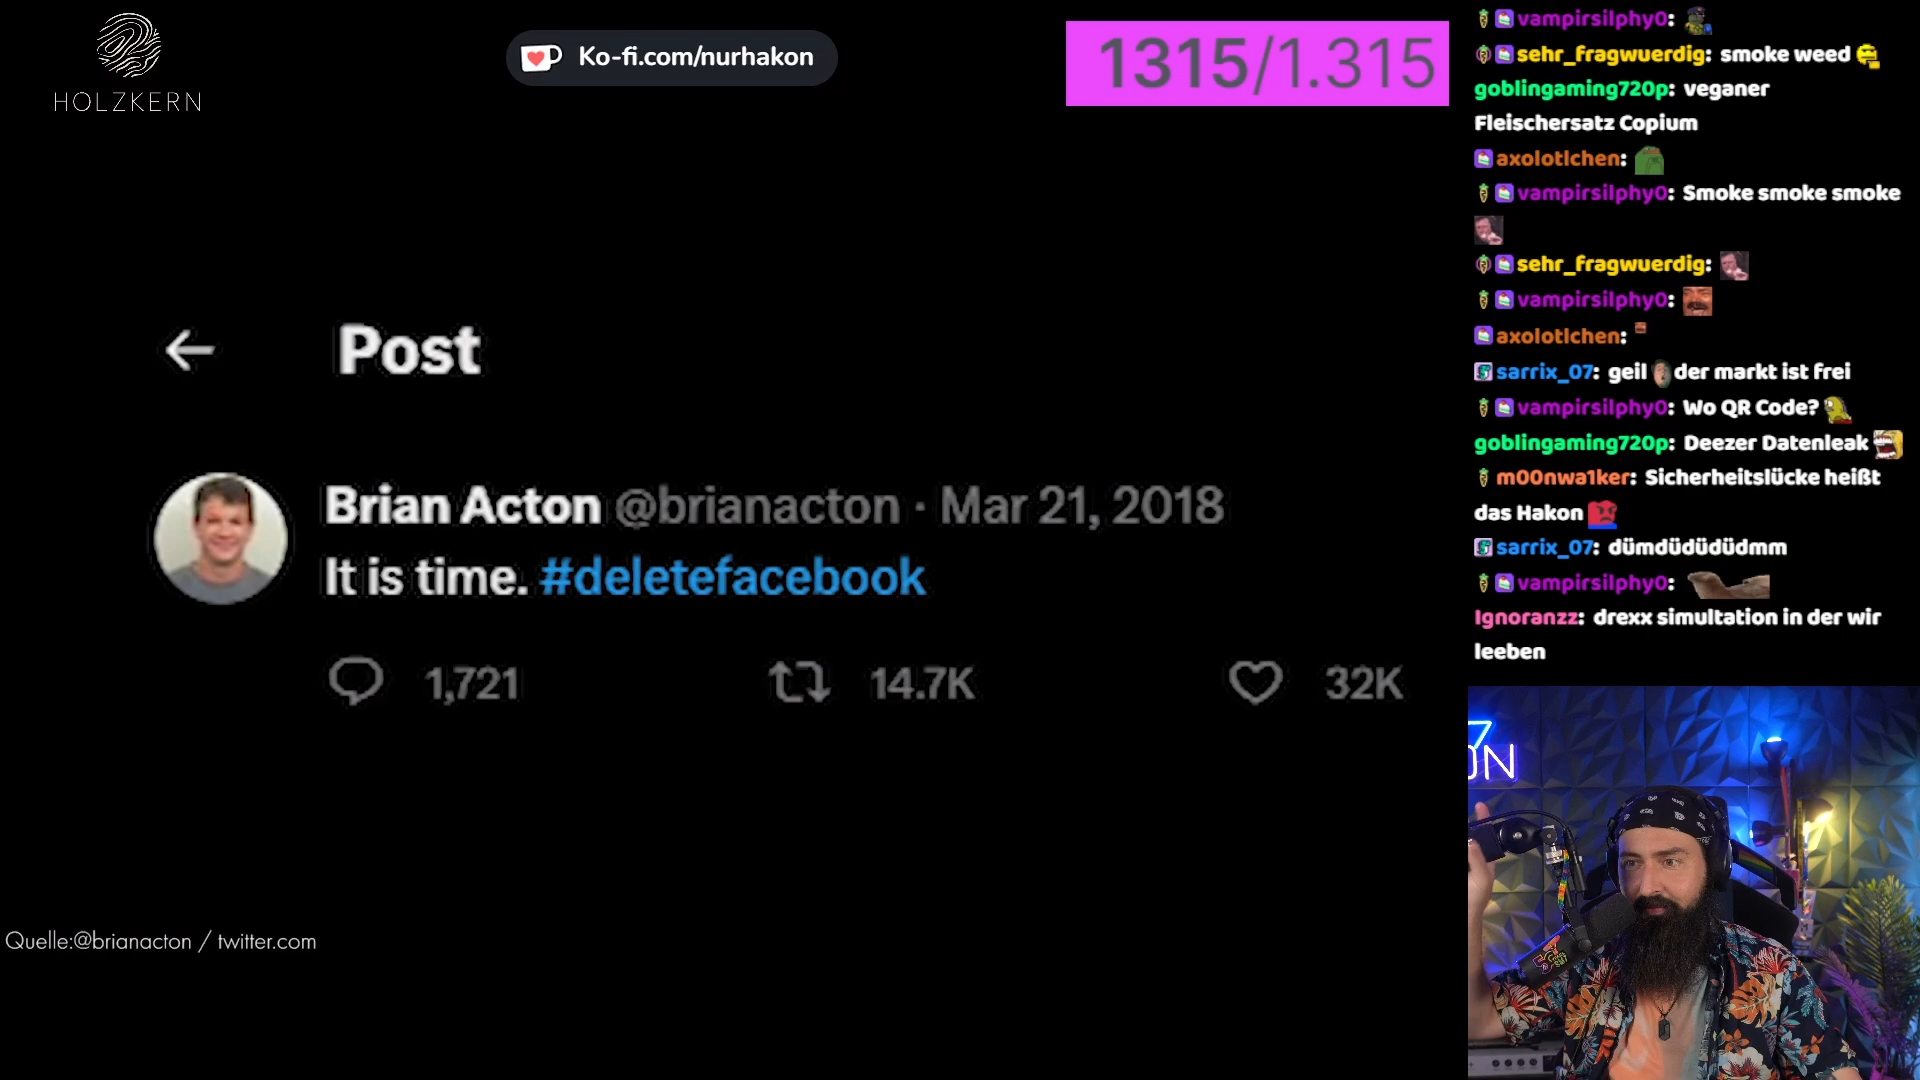 HOLZKERN
Ko-fi.com/nurhakon
1315/1.315
Post
Brian Acton @brianacton · Mar 21, 2018
It is time. #deletefacebook
1,721
14.7K
32K
Quelle:@brianacton / twitter.com
vampirsilphy0:
sehr_fragwuerdig: smoke weed
goblingaming720p: veganer
Fleischersatz Copium
axolotlchen:
vampirsilphy0: Smoke smoke smoke
sehr_fragwuerdig:
vampirsilphy0:
axolotlchen:
sarrix_07: geil der markt ist frei
vampirsilphy0: Wo QR Code?
goblingaming720p: Deezer Datenleak
m00nwa1ker: Sicherheitslücke heißt
das Hakon
sarrix_07: dümdüdüdüdmm
vampirsilphy0:
Ignoranzz: drexx simultation in der wir
leeben
ON